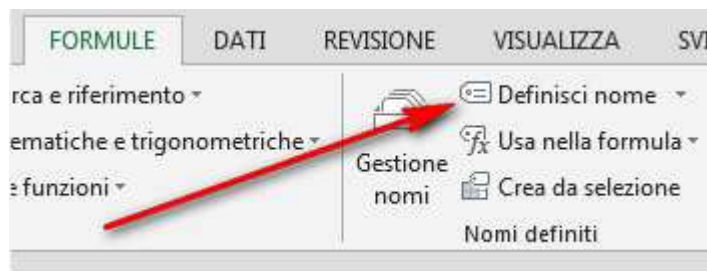 FORMULE DATI REVISIONE VISUALIZZA SVI
rca e riferimento
ematiche e trigonometriche
e funzioni
Gestione
nomi
Definisci nome
Usa nella formula
Crea da selezione
Nomi definiti